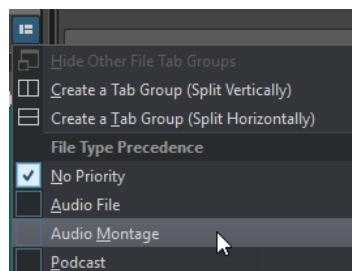 Hide Other File Tab Groups
Create a Tab Group (Split Vertically)
Create a Tab Group (Split Horizontally)
File Type Precedence
No Priority
Audio File
Audio Montage
Podcast